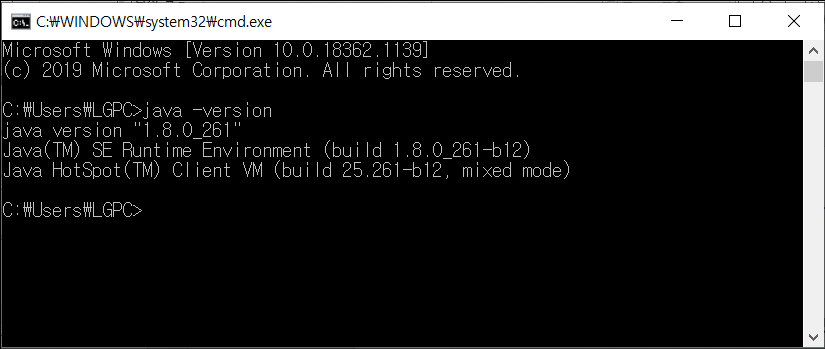 C:₩WINDOWS₩system32₩cmd.exe
Microsoft Windows [Version 10.0.18362.1139]
(c) 2019 Microsoft Corporation. All rights reserved.
C:₩Users₩LGPC>java -version
java version "1.8.0_261"
Java(TM) SE Runtime Environment (build 1.8.0_261-b12)
Java HotSpot(TM) Client VM (build 25.261-b12, mixed mode)
C:₩Users₩LGPC>